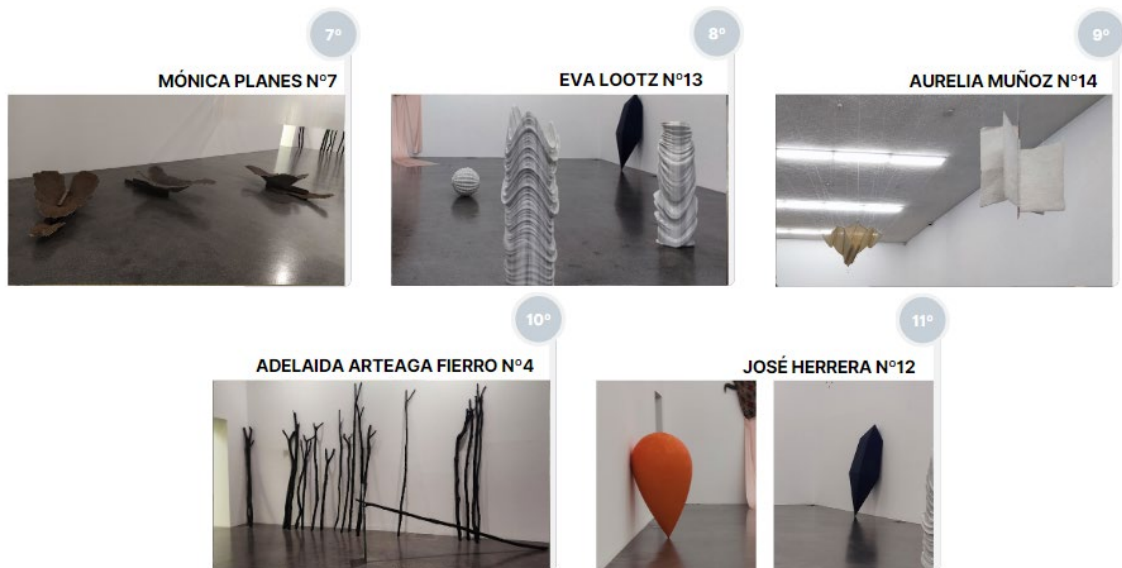 7º
MÓNICA PLANES Nº7
8º
EVA LOOTZ Nº13
9º
AURELIA MUÑOZ Nº14
10º
ADELAIDA ARTEAGA FIERRO Nº4
11º
JOSÉ HERRERA Nº12